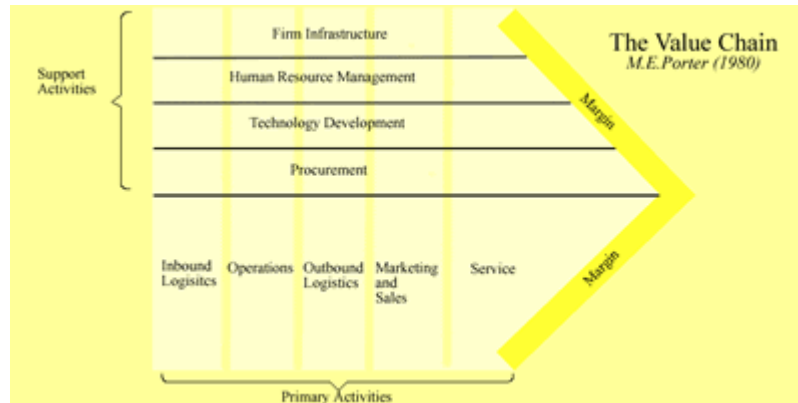 The Value Chain
M.E.Porter (1980)
Support
Activities
Firm Infrastructure
Human Resource Management
Technology Development
Procurement
Margin
Inbound
Logisitcs
Operations
Outbound
Logistics
Marketing
and
Sales
Service
Margin
Primary Activities